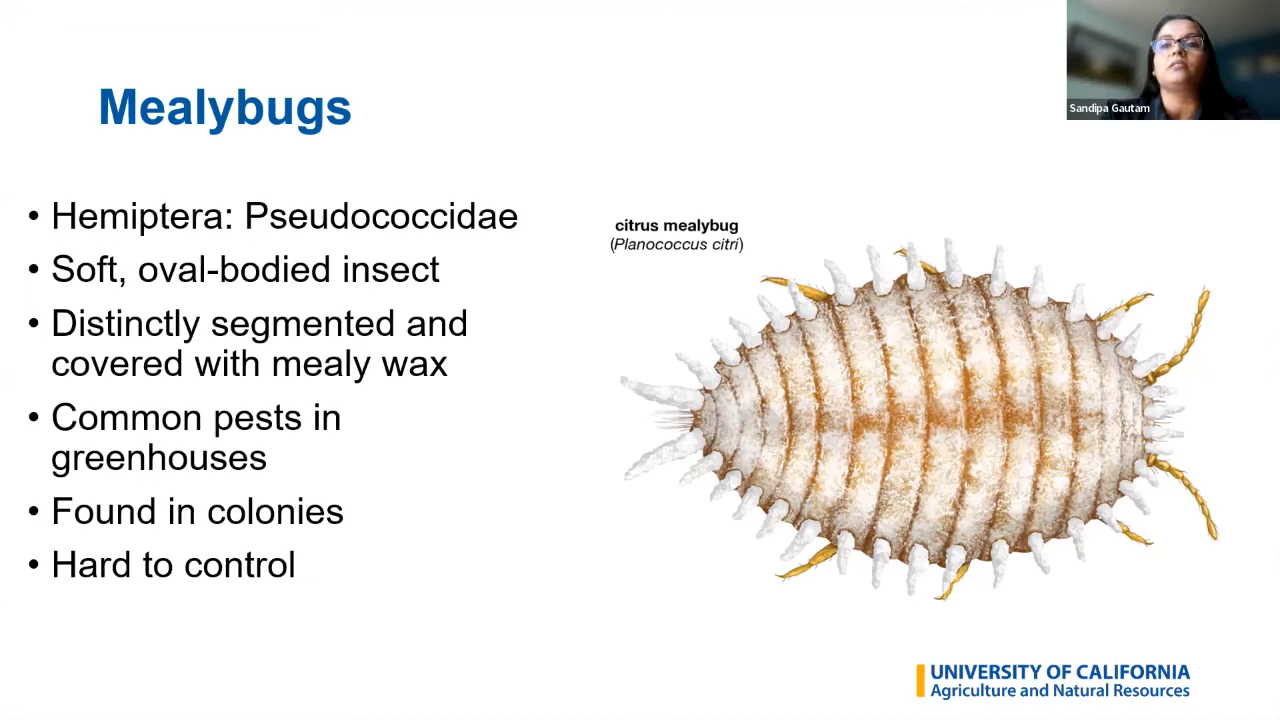 Sandipa Gautam
Mealybugs
• Hemiptera: Pseudococcidae
• Soft, oval-bodied insect
• Distinctly segmented and
covered with mealy wax
• Common pests in
greenhouses
• Found in colonies
• Hard to control
citrus mealybug
(Planococcus citri)
UNIVERSITY OF CALIFORNIA
Agriculture and Natural Resources